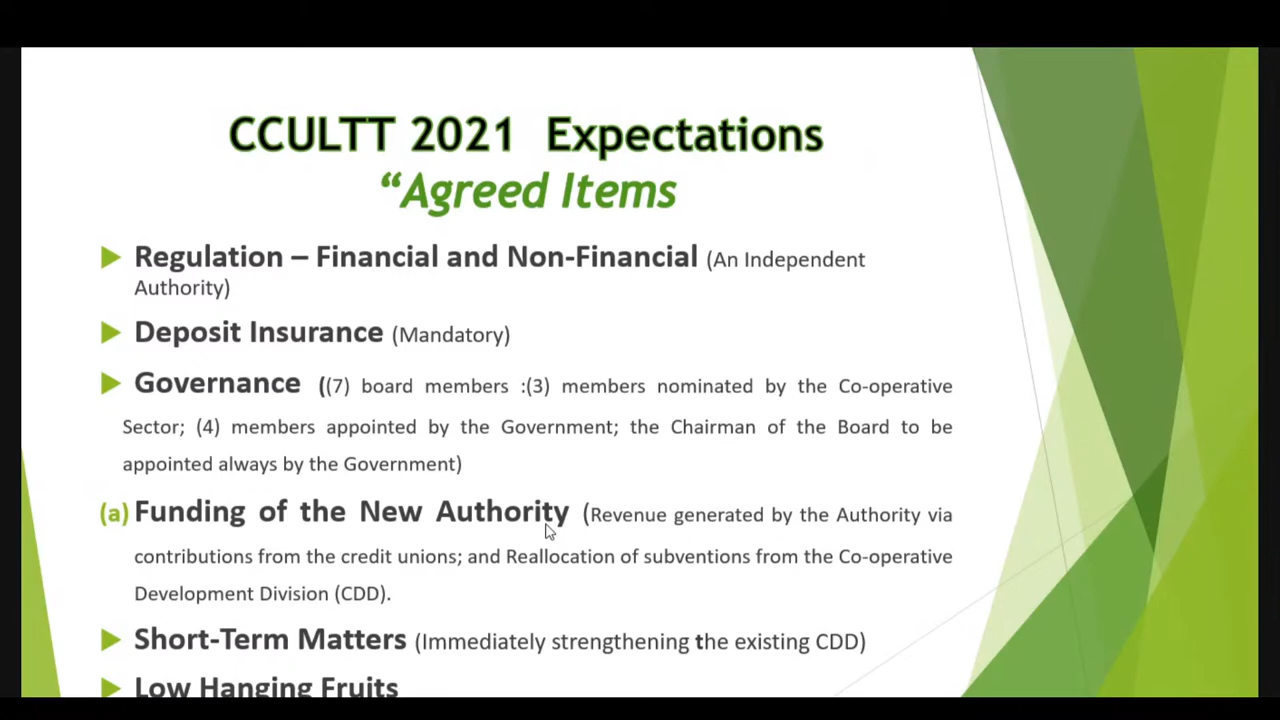 CCULTT 2021 Expectations
“Agreed Items
Regulation – Financial and Non-Financial (An Independent
Authority)
Deposit Insurance (Mandatory)
Governance ((7) board members :(3) members nominated by the Co-operative
Sector; (4) members appointed by the Government; the Chairman of the Board to be
appointed always by the Government)
(a) Funding of the New Authority (Revenue generated by the Authority via
contributions from the credit unions; and Reallocation of subventions from the Co-operative
Development Division (CDD).
Short-Term Matters (Immediately strengthening the existing CDD)
Low Hanging Fruits